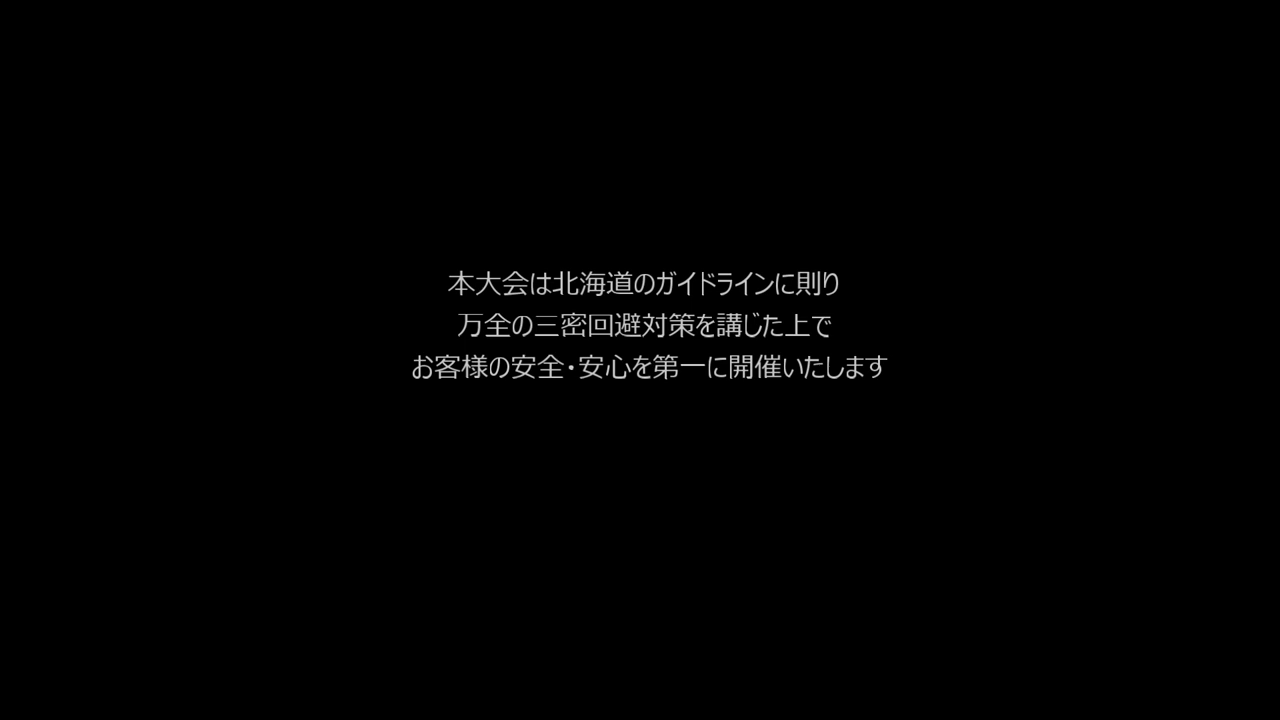 本大会は北海道のガイドラインに則り
万全の三密回避対策を講じた上で
お客様の安全・安心を第一に開催いたします